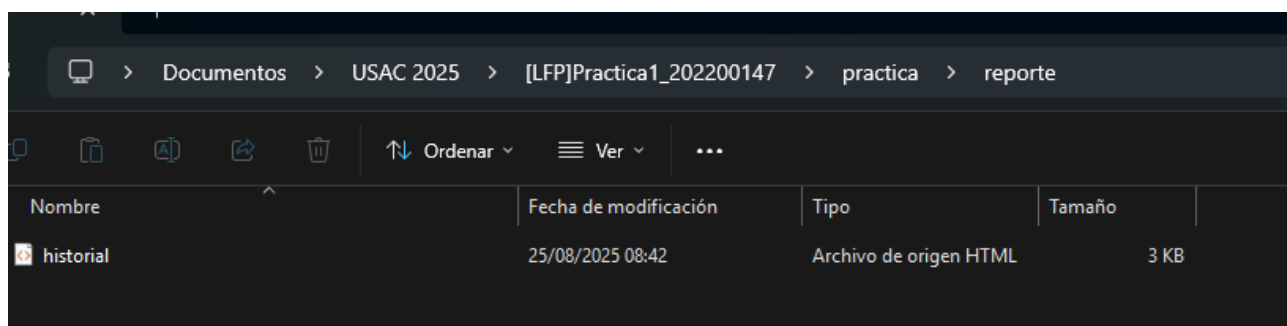 Documentos > USAC 2025 > [LFP]Practica1_202200147 > practica > reporte
Ordenar Ver
Nombre Fecha de modificación Tipo Tamaño
historial 25/08/2025 08:42 Archivo de origen HTML 3 KB